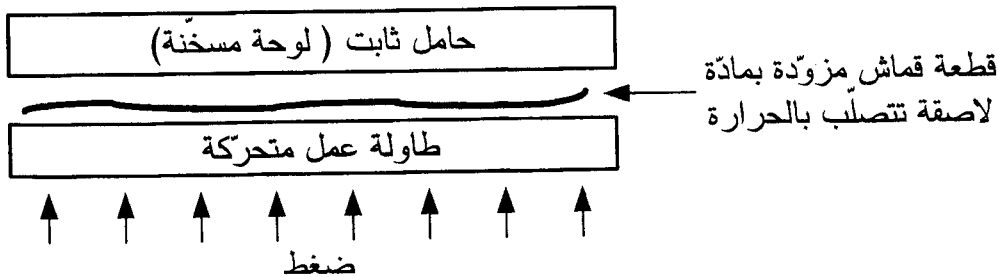 حامل ثابت ( لوحة مسخّنة)
قطعة قماش مزوّدة بمادّة
لاصقة تتصلّب بالحرارة
طاولة عمل متحرّكة
ضغط